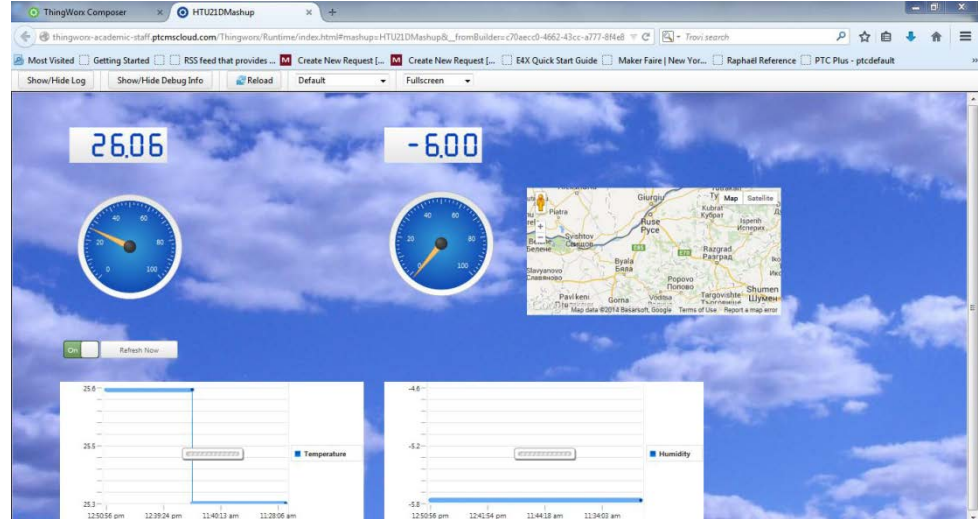 ThingWorx Composer × HTU21DMashup × +
thingworx-academic-staff.ptcmscloud.com/Thingworx/Runtime/index.html#mashup=HTU21DMashup&__fromBuilder=c70aecc0-4662-43cc-a777-8f4e8 Trovi search
Most Visited Getting Started RSS feed that provides ... Create New Request [... Create New Request [... E4X Quick Start Guide Maker Faire | New Yor... Raphaël Reference PTC Plus - ptcdefault »
Show/Hide Log Show/Hide Debug Info Reload Default Fullscreen
26.06
-6.00
0 20 40 60 80 100
0 20 40 60 80 100
Map Satellite
Giurgiu
Piatra
Kubrat
Кубрат
Ruse
Русе
Isperih
Исперих
Svishtov
Свищов
Белене
E85
E70
Razgrad
Разград
Byala
Бяла
Slavyanovo
Славяново
Popovo
Попово
Shumen
Шумен
Pavlikeni
Gorna
Voditsa
Targovishte
Map data ©2014 Basarsoft, Google Terms of Use Report a map error
On Refresh Now
25.6
25.5
25.3
12:50:56 pm 12:39:24 pm 11:40:13 am 11:28:06 am
Temperature
-4.6
-5.2
-5.8
12:50:56 pm 12:41:54 pm 11:44:18 am 11:34:02 am
Humidity